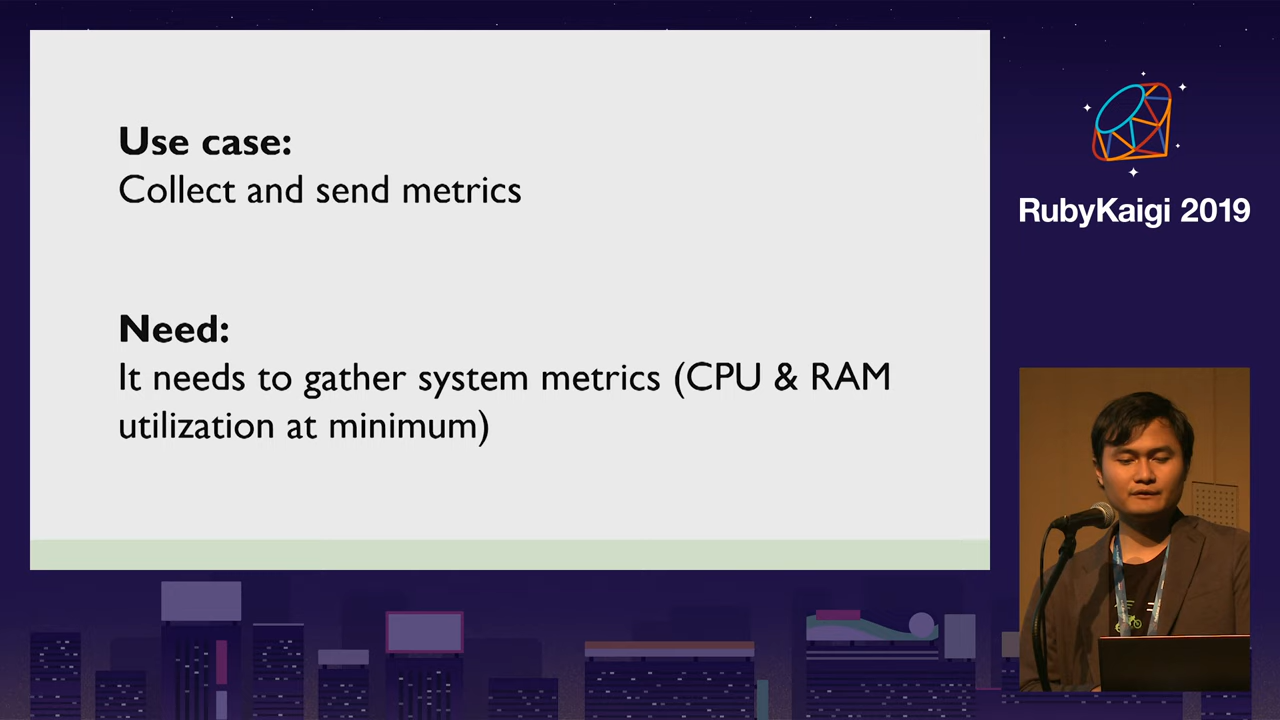 Use case:
Collect and send metrics
Need:
It needs to gather system metrics (CPU & RAM
utilization at minimum)
RubyKaigi 2019